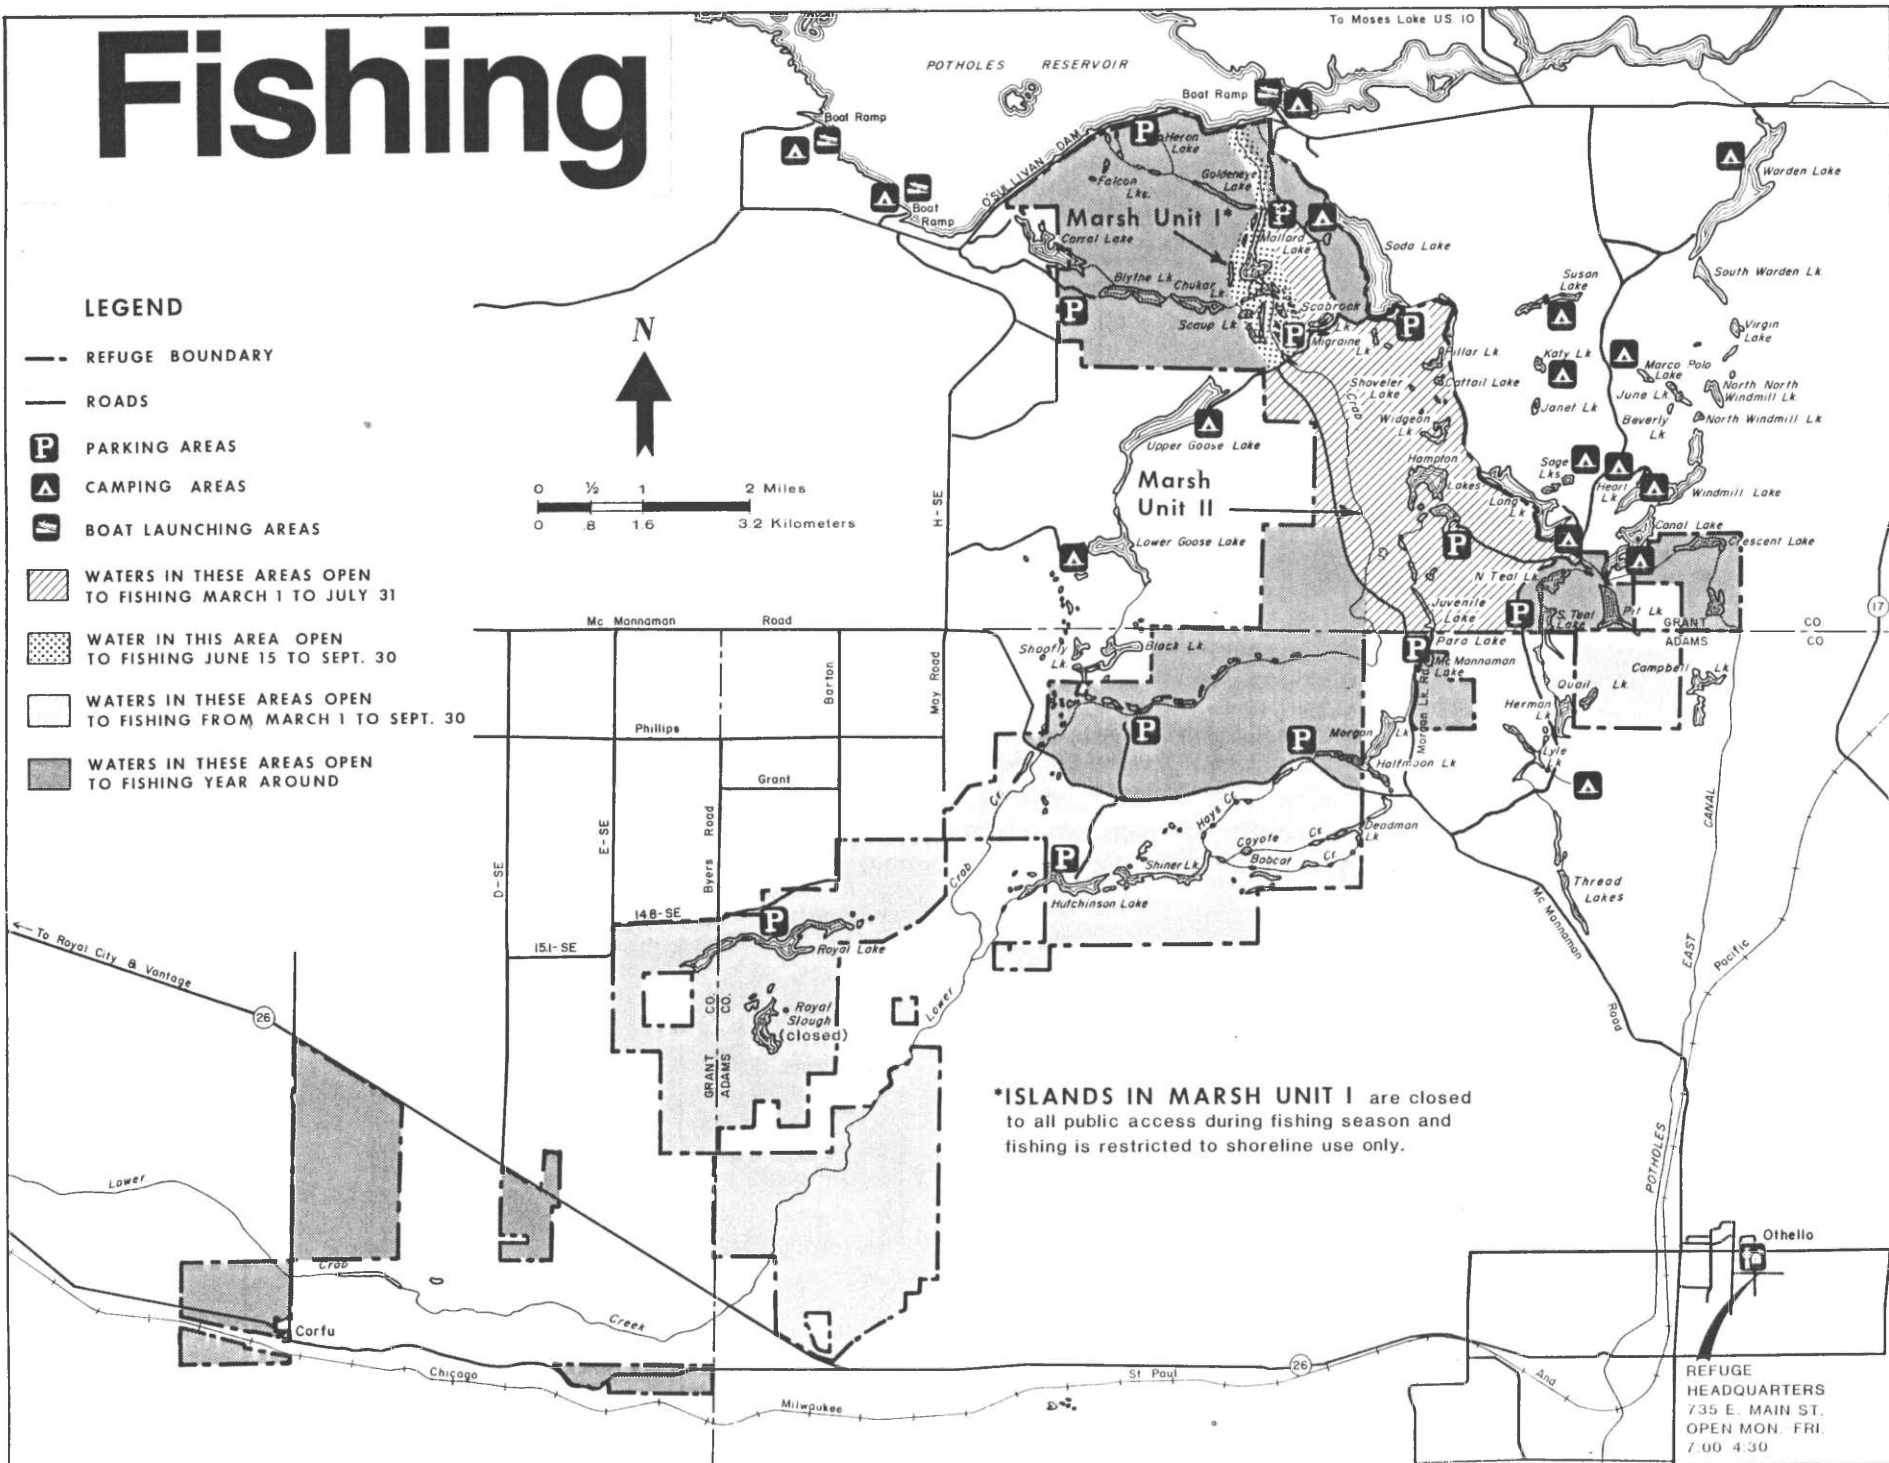 Fishing
LEGEND
REFUGE BOUNDARY
ROADS
P PARKING AREAS
CAMPING AREAS
BOAT LAUNCHING AREAS
WATERS IN THESE AREAS OPEN
TO FISHING MARCH 1 TO JULY 31
WATER IN THIS AREA OPEN
TO FISHING JUNE 15 TO SEPT. 30
WATERS IN THESE AREAS OPEN
TO FISHING FROM MARCH 1 TO SEPT. 30
WATERS IN THESE AREAS OPEN
TO FISHING YEAR AROUND
N
0 ½ 1 2 Miles
0 .8 1.6 3.2 Kilometers
To Moses Lake US 10
POTHOLES RESERVOIR
Boat Ramp
Boat Ramp
Boat
Ramp
O'SULLIVAN DAM
P
Heron
Lake
Falcon
Lks.
Goldeneye
Lake
Marsh Unit I*
P
Mallard
Lake
Corral Lake
Soda Lake
Warden Lake
South Warden Lk.
Blythe Lk.
Chukar
Lk
Scaup Lk.
P
P
P
Scabrock
Lk.
Migraine
Lk
Susan
Lake
Virgin
Lake
Pillar Lk.
Katy Lk.
Marco Polo
Lake
Shoveler
Lake
Cattail Lake
Janet Lk
June Lk.
North North
Windmill Lk
Beverly
Lk
North Windmill Lk
Widgeon
Lk
Crab
Upper Goose Lake
Marsh
Unit II
Hampton
Lakes
Sage
Lks
Heart
Lk
Windmill Lake
Long
Lk
Cr.
P
Canal Lake
Crescent Lake
H-SE
Lower Goose Lake
N Teal Lk.
Juvenile
Lake
P
S. Teal
Lake
Pit Lk.
GRANT CO.
ADAMS CO
17
Mc Mannaman Road
Shoofly
Lk.
Black Lk.
P
Para Lake
Mc Mannaman
Lake
Campbell Lk
Quail Lk.
Herman
Lk
Barton
May Road
Phillips
P
P
Morgan Lk
Morgan Lk. Rd.
Halfmoon Lk
Lyle
Lk
Grant
Byers Road
E-SE
D-SE
Cr.
Hays Cr.
Coyote Cr.
Bobcat Cr.
Deadman
Lk
Crab
P
Shiner Lk
Hutchinson Lake
Thread
Lakes
Mc Mannaman
Road
CANAL
EAST
POTHOLES
Pacific
14.8-SE
15.1-SE
P
Royal Lake
To Royal City & Vantage
26
Royal
Slough
(closed)
GRANT CO.
ADAMS CO.
Lower
*ISLANDS IN MARSH UNIT I are closed
to all public access during fishing season and
fishing is restricted to shoreline use only.
Lower
Crab
Creek
Corfu
Othello
Chicago
Milwaukee
St Paul
26
And
REFUGE
HEADQUARTERS
735 E. MAIN ST.
OPEN MON. FRI.
7:00 4:30